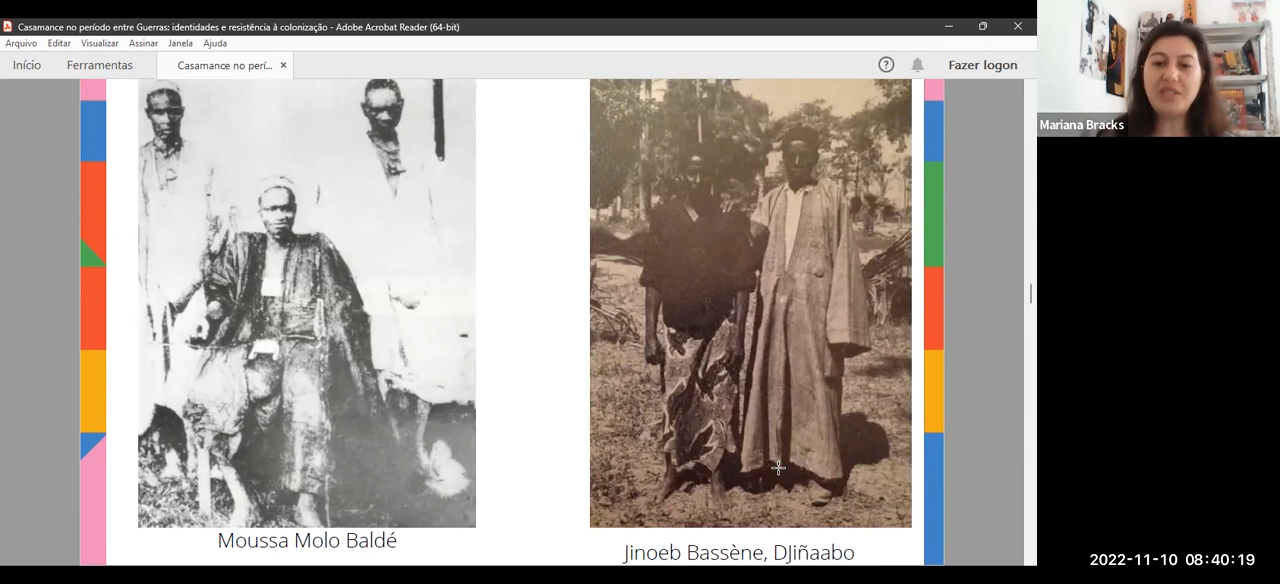 Casamance no período entre Guerras: identidades e resistência à colonização - Adobe Acrobat Reader (64-bit)
Arquivo Editar Visualizar Assinar Janela Ajuda
Início Ferramentas Casamance no perí... × Fazer logon
Mariana Bracks
Moussa Molo Baldé
Jinoeb Bassène, DJiñaabo
2022-11-10 08:40:19